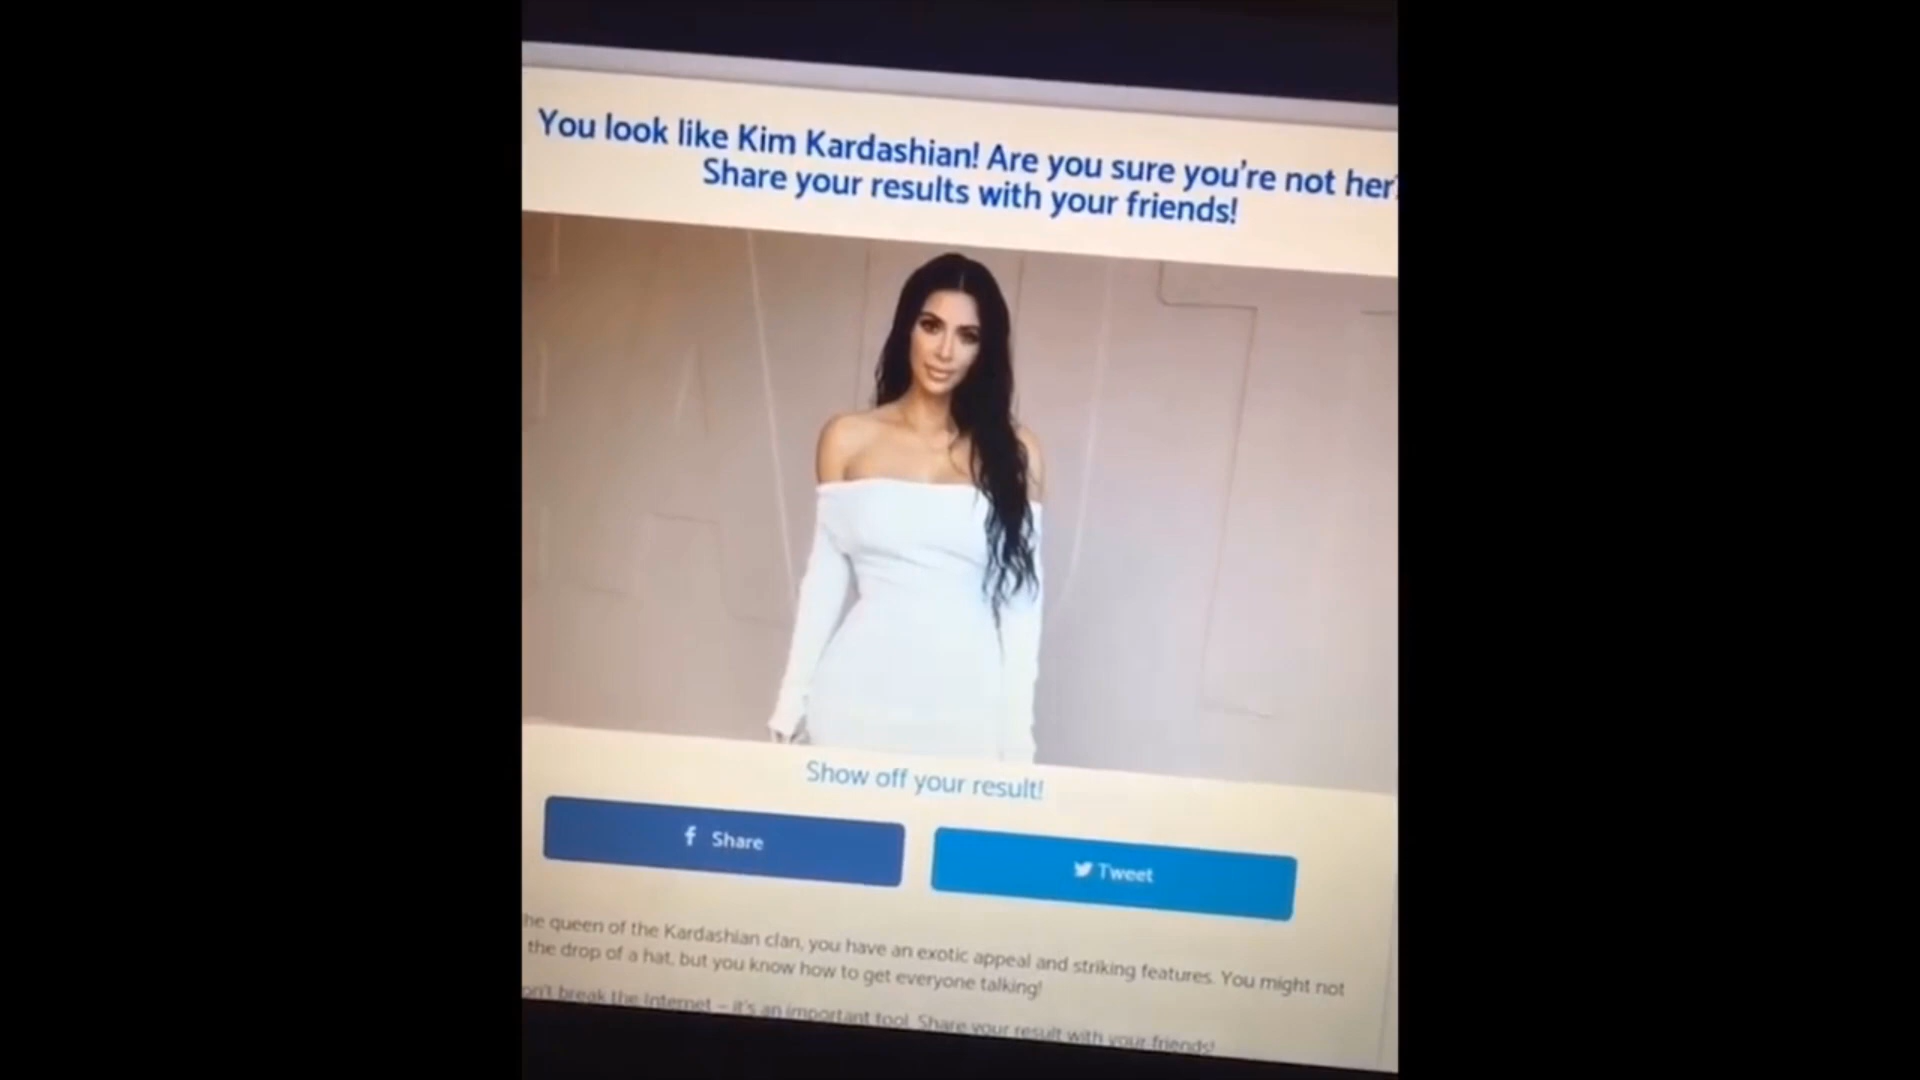 You look like Kim Kardashian! Are you sure you're not her?
Share your results with your friends!
Show off your result!
Share
Tweet
he queen of the Kardashian clan, you have an exotic appeal and striking features. You might not
the drop of a hat, but you know how to get everyone talking!
on't break the Internet – it's an important tool. Share your result with your friends!